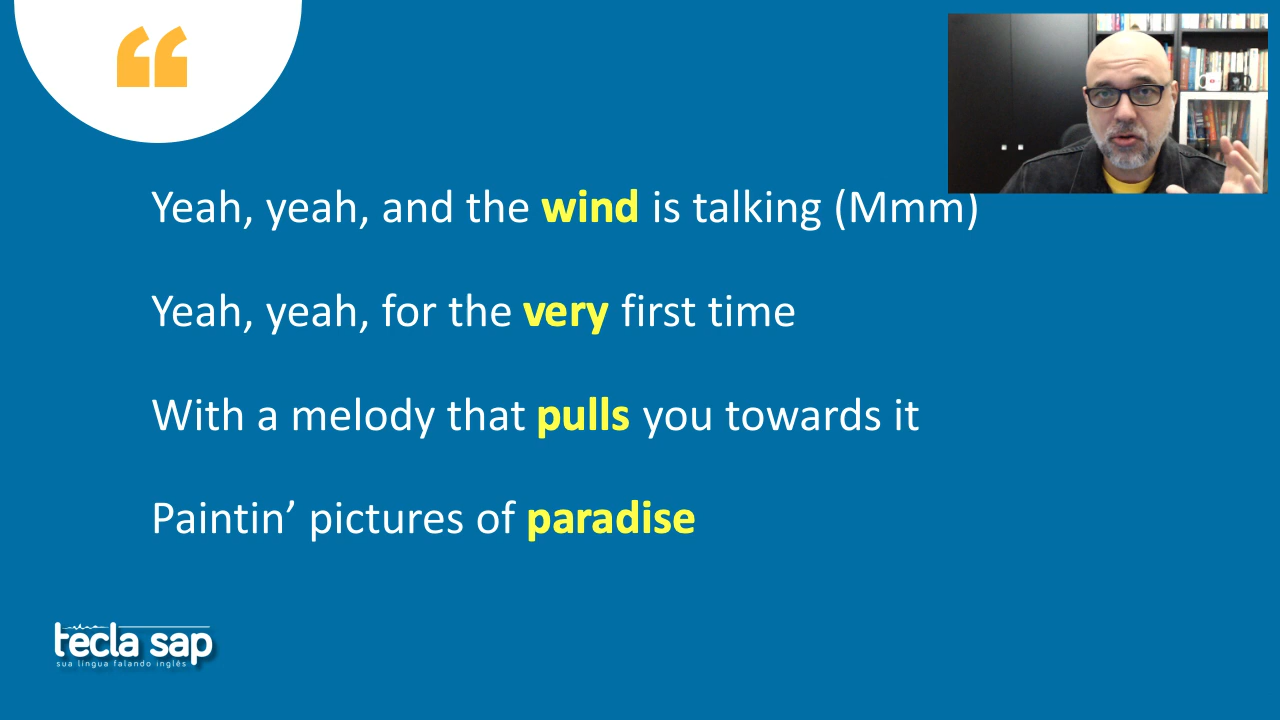 Yeah, yeah, and the wind is talking (Mmm)
Yeah, yeah, for the very first time
With a melody that pulls you towards it
Paintin’ pictures of paradise
tecla sap
sua língua falando inglês